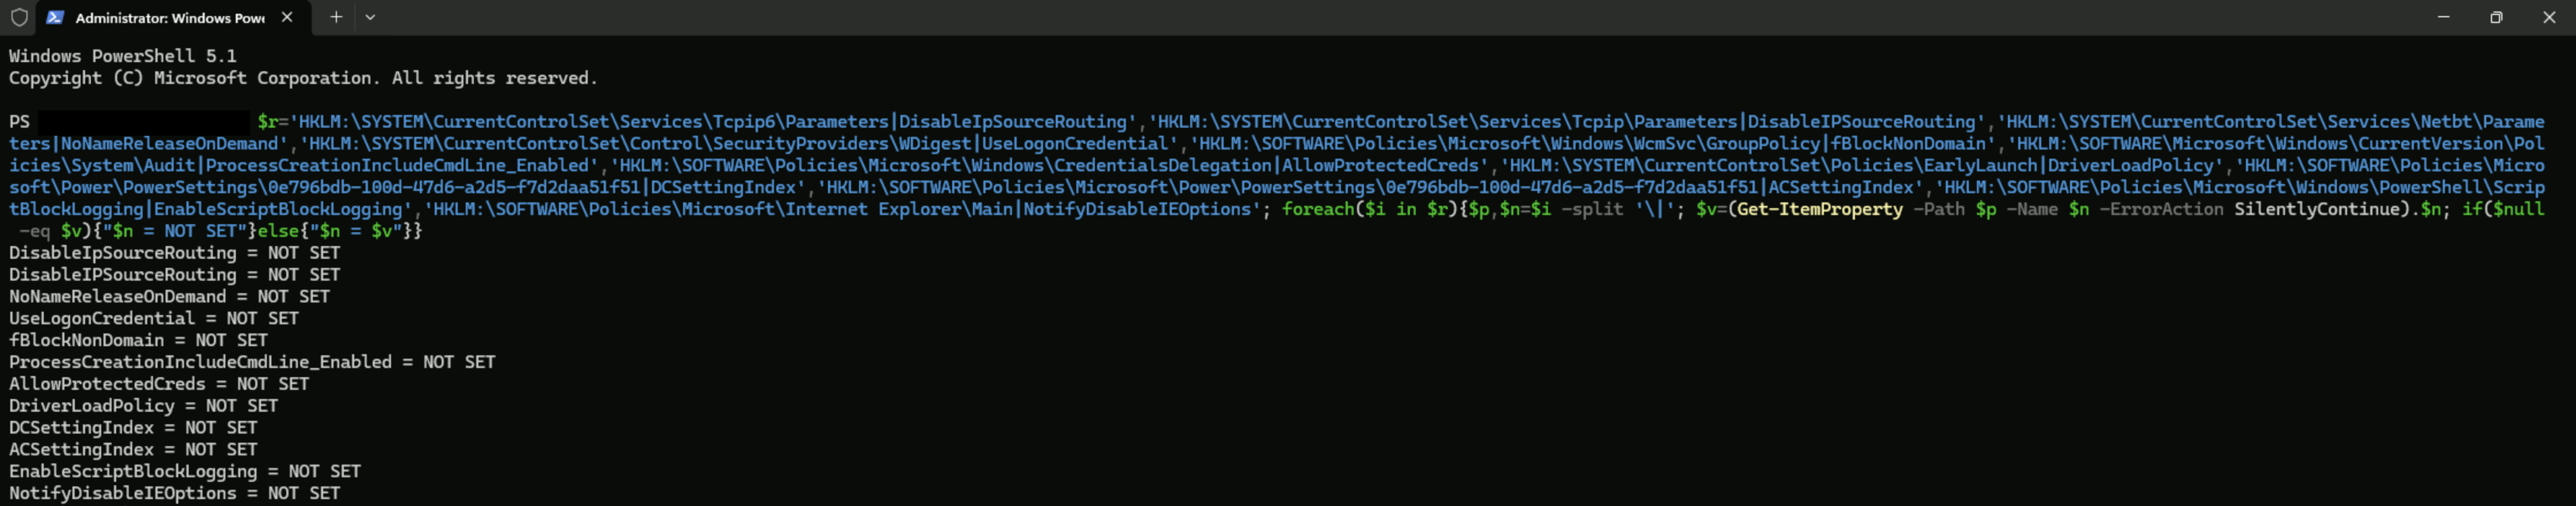 Administrator: Windows Powe
Windows PowerShell 5.1
Copyright (C) Microsoft Corporation. All rights reserved.
PS $r='HKLM:\SYSTEM\CurrentControlSet\Services\Tcpip6\Parameters|DisableIpSourceRouting','HKLM:\SYSTEM\CurrentControlSet\Services\Tcpip\Parameters|DisableIPSourceRouting','HKLM:\SYSTEM\CurrentControlSet\Services\Netbt\Parame
ters|NoNameReleaseOnDemand','HKLM:\SYSTEM\CurrentControlSet\Control\SecurityProviders\WDigest|UseLogonCredential','HKLM:\SOFTWARE\Policies\Microsoft\Windows\WcmSvc\GroupPolicy|fBlockNonDomain','HKLM:\SOFTWARE\Microsoft\Windows\CurrentVersion\Pol
icies\System\Audit|ProcessCreationIncludeCmdLine_Enabled','HKLM:\SOFTWARE\Policies\Microsoft\Windows\CredentialsDelegation|AllowProtectedCreds','HKLM:\SYSTEM\CurrentControlSet\Policies\EarlyLaunch|DriverLoadPolicy','HKLM:\SOFTWARE\Policies\Micro
soft\Power\PowerSettings\0e796bdb-100d-47d6-a2d5-f7d2daa51f51|DCSettingIndex','HKLM:\SOFTWARE\Policies\Microsoft\Power\PowerSettings\0e796bdb-100d-47d6-a2d5-f7d2daa51f51|ACSettingIndex','HKLM:\SOFTWARE\Policies\Microsoft\Windows\PowerShell\Scrip
tBlockLogging|EnableScriptBlockLogging','HKLM:\SOFTWARE\Policies\Microsoft\Internet Explorer\Main|NotifyDisableIEOptions'; foreach($i in $r){$p,$n=$i -split '\|'; $v=(Get-ItemProperty -Path $p -Name $n -ErrorAction SilentlyContinue).$n; if($null
-eq $v){"$n = NOT SET"}else{"$n = $v"}}
DisableIpSourceRouting = NOT SET
DisableIPSourceRouting = NOT SET
NoNameReleaseOnDemand = NOT SET
UseLogonCredential = NOT SET
fBlockNonDomain = NOT SET
ProcessCreationIncludeCmdLine_Enabled = NOT SET
AllowProtectedCreds = NOT SET
DriverLoadPolicy = NOT SET
DCSettingIndex = NOT SET
ACSettingIndex = NOT SET
EnableScriptBlockLogging = NOT SET
NotifyDisableIEOptions = NOT SET